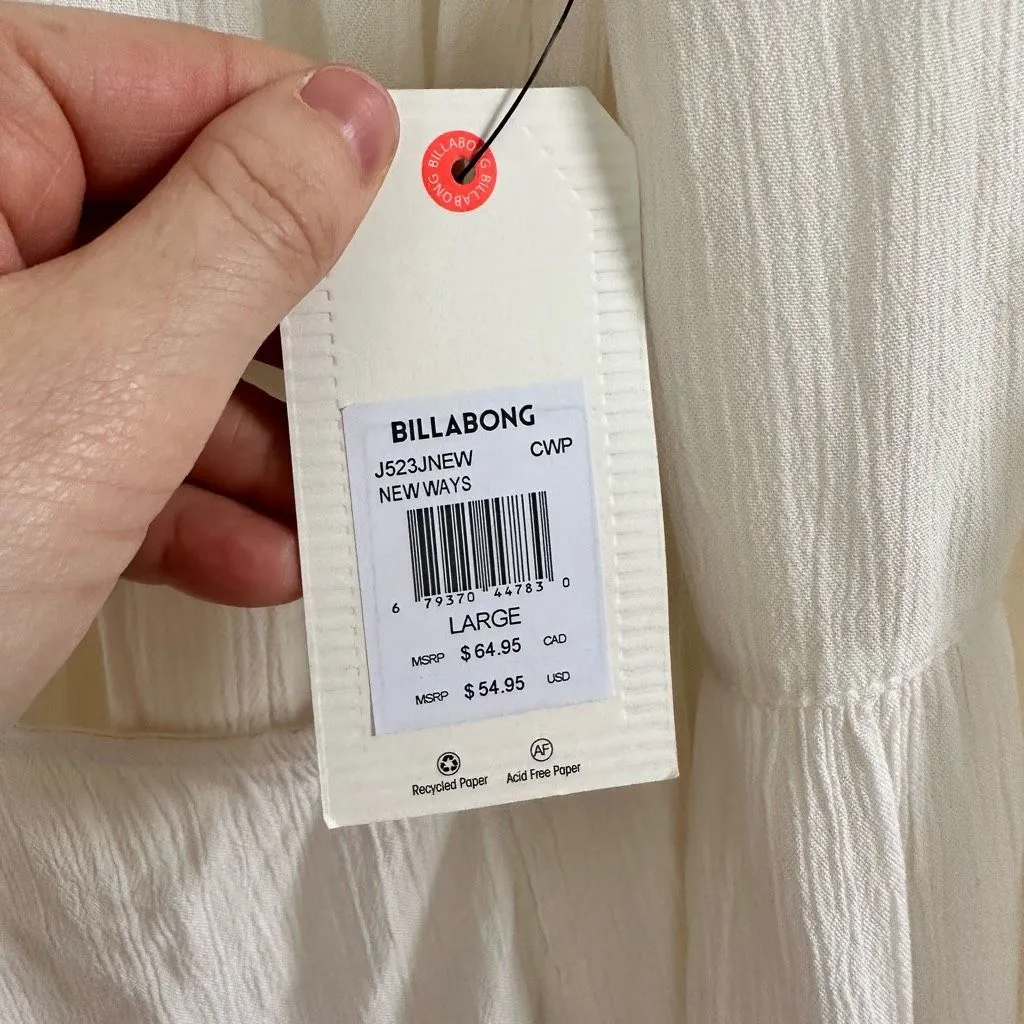 BILLABONG BILLABONG
BILLABONG
J523JNEW CWP
NEW WAYS
6 79370 44783 0
LARGE
MSRP $64.95 CAD
MSRP $54.95 USD
AF
Recycled Paper Acid Free Paper